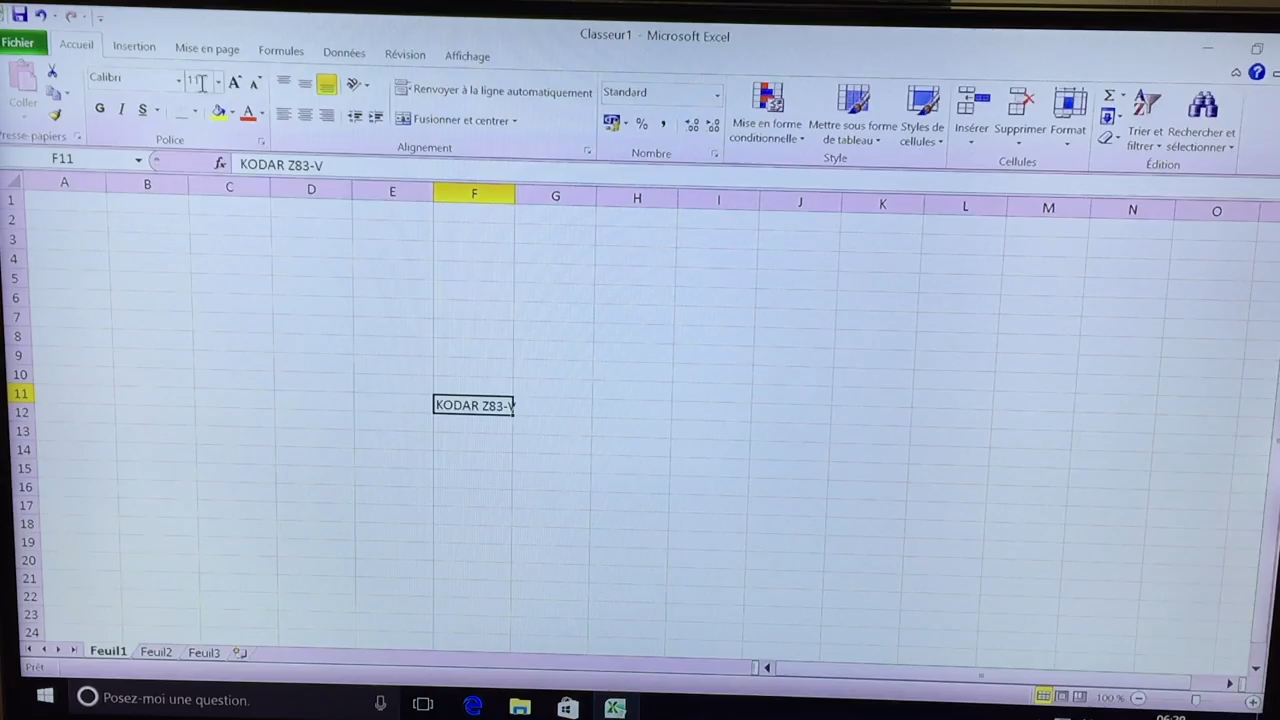 Classeur1 - Microsoft Excel
Fichier Accueil Insertion Mise en page Formules Données Révision Affichage
Coller
Calibri 11
G I S
Renvoyer à la ligne automatiquement
Fusionner et centrer
Standard
%
Mise en forme conditionnelle
Mettre sous forme de tableau
Styles de cellules
Insérer Supprimer Format
Σ
Trier et filtrer
Rechercher et sélectionner
Presse-papiers Police Alignement Nombre Style Cellules Édition
F11 fx KODAR Z83-V
A B C D E F G H I J K L M N O
1
2
3
4
5
6
7
8
9
10
11 KODAR Z83-V
12
13
14
15
16
17
18
19
20
21
22
23
24
Feuil1 Feuil2 Feuil3
Prêt 100 %
Posez-moi une question.